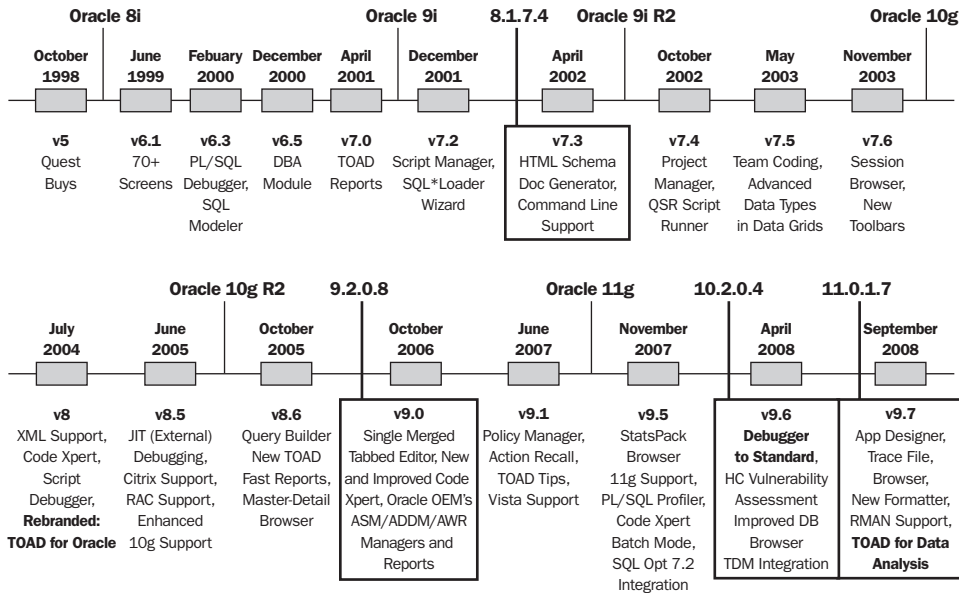 Oracle 8i
Oracle 9i
8.1.7.4
Oracle 9i R2
Oracle 10g
October
1998
June
1999
Febuary
2000
December
2000
April
2001
December
2001
April
2002
October
2002
May
2003
November
2003
v5
Quest
Buys
v6.1
70+
Screens
v6.3
PL/SQL
Debugger,
SQL
Modeler
v6.5
DBA
Module
v7.0
TOAD
Reports
v7.2
Script Manager,
SQL*Loader
Wizard
v7.3
HTML Schema
Doc Generator,
Command Line
Support
v7.4
Project
Manager,
QSR Script
Runner
v7.5
Team Coding,
Advanced
Data Types
in Data Grids
v7.6
Session
Browser,
New
Toolbars
Oracle 10g R2
9.2.0.8
Oracle 11g
10.2.0.4
11.0.1.7
July
2004
June
2005
October
2005
October
2006
June
2007
November
2007
April
2008
September
2008
v8
XML Support,
Code Xpert,
Script
Debugger,
Rebranded:
TOAD for Oracle
v8.5
JIT (External)
Debugging,
Citrix Support,
RAC Support,
Enhanced
10g Support
v8.6
Query Builder
New TOAD
Fast Reports,
Master-Detail
Browser
v9.0
Single Merged
Tabbed Editor, New
and Improved Code
Xpert, Oracle OEM's
ASM/ADDM/AWR
Managers and
Reports
v9.1
Policy Manager,
Action Recall,
TOAD Tips,
Vista Support
v9.5
StatsPack
Browser
11g Support,
PL/SQL Profiler,
Code Xpert
Batch Mode,
SQL Opt 7.2
Integration
v9.6
Debugger
to Standard,
HC Vulnerability
Assessment
Improved DB
Browser
TDM Integration
v9.7
App Designer,
Trace File,
Browser,
New Formatter,
RMAN Support,
TOAD for Data
Analysis